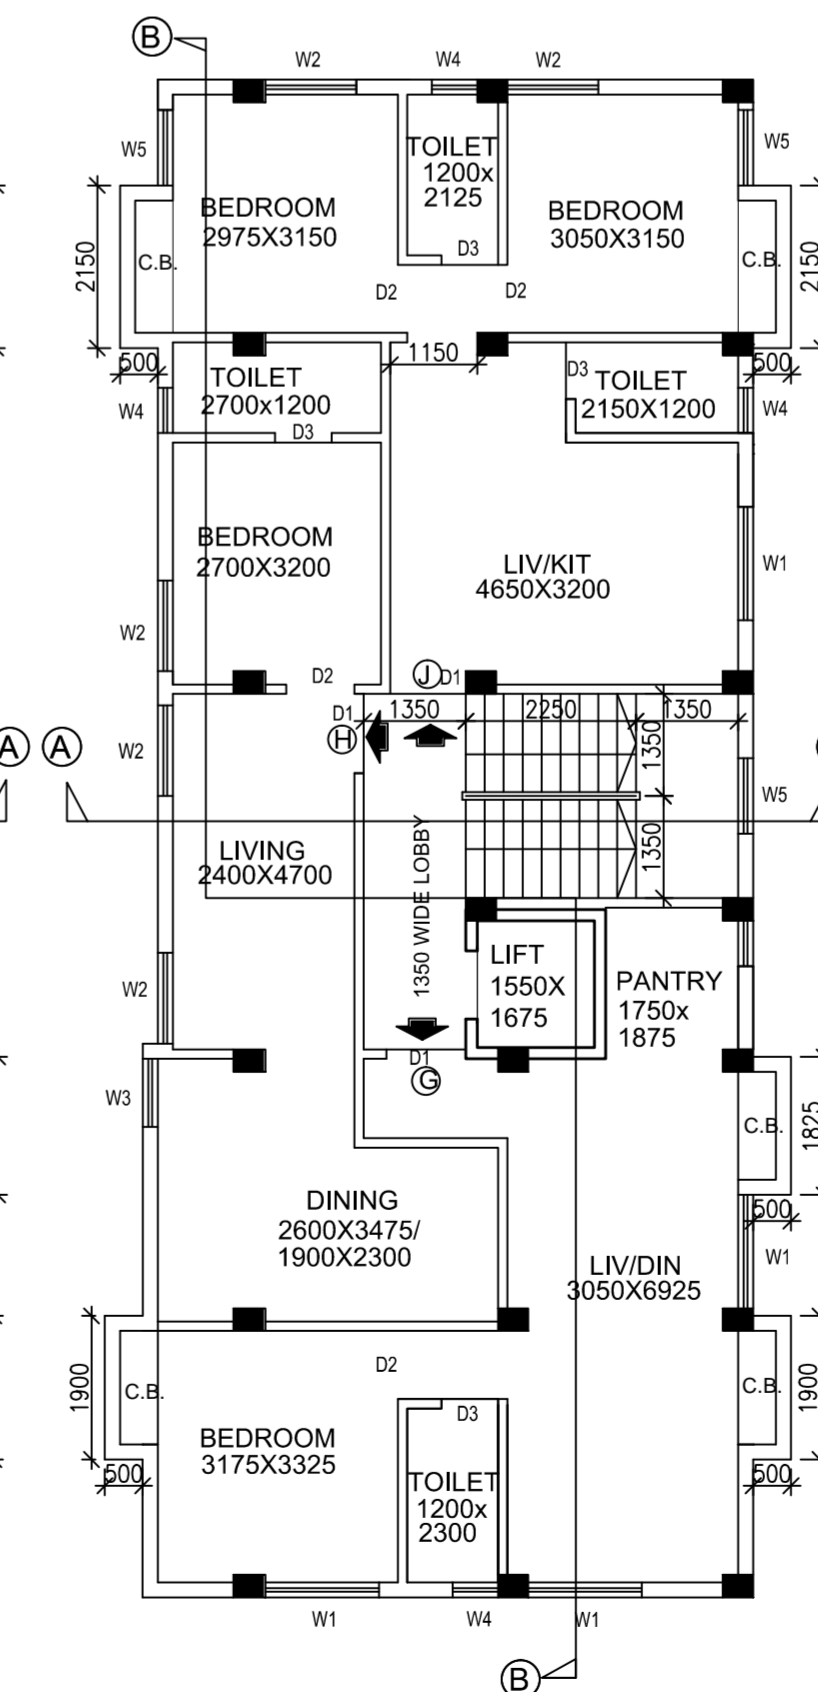 B
W2
W4
W2
W5
W5
TOILET
1200x
2125
BEDROOM
2975X3150
BEDROOM
3050X3150
D3
C.B.
C.B.
2150
2150
D2
D2
500
1150
500
TOILET
2700x1200
D3
TOILET
2150X1200
W4
W4
D3
BEDROOM
2700X3200
LIV/KIT
4650X3200
W1
W2
D2
J
D1
D1
1350
2250
1350
H
A
A
W2
1350
W5
1350
LIVING
2400X4700
1350 WIDE LOBBY
LIFT
1550X
1675
PANTRY
1750x
1875
W2
D1
G
W3
C.B.
1825
DINING
2600X3475/
1900X2300
500
W1
LIV/DIN
3050X6925
1900
C.B.
D2
C.B.
1900
D3
BEDROOM
3175X3325
500
500
TOILET
1200x
2300
W1
W4
W1
B